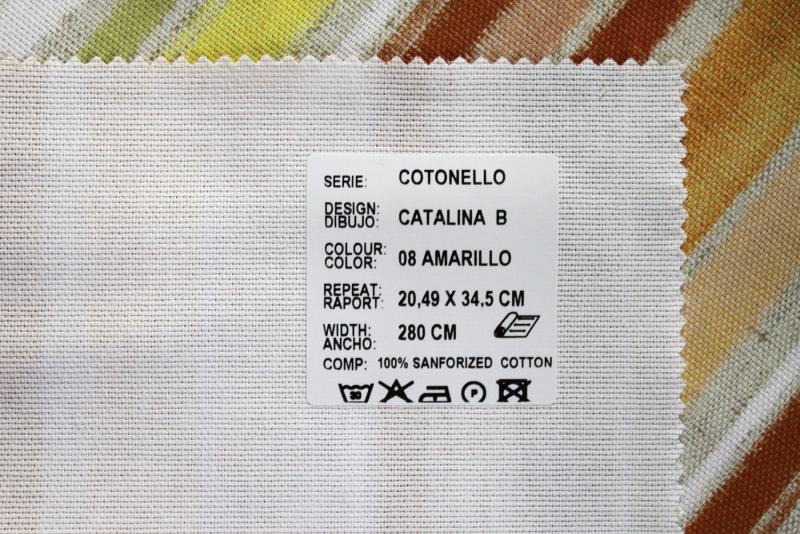 SERIE: COTONELLO
DESIGN:
DIBUJO: CATALINA B
COLOUR:
COLOR: 08 AMARILLO
REPEAT:
RAPORT: 20,49 X 34,5 CM
WIDTH:
ANCHO: 280 CM
COMP: 100% SANFORIZED COTTON
30 P